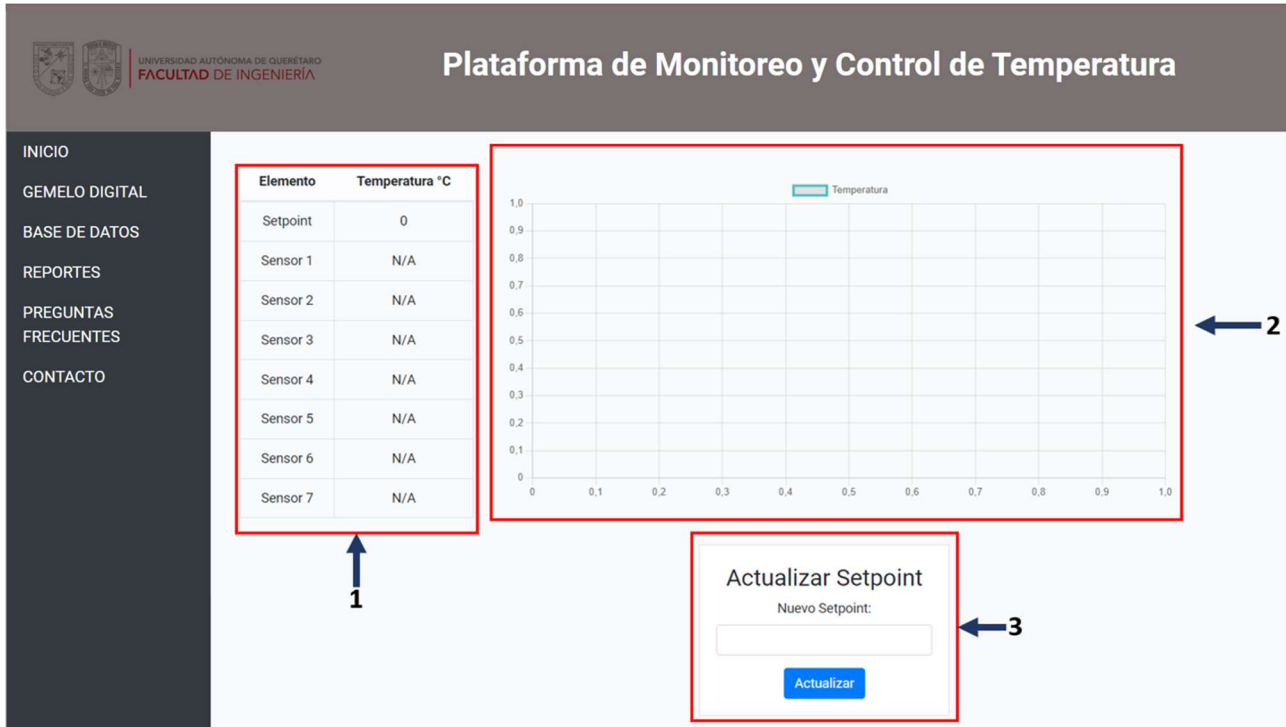 UNIVERSIDAD AUTÓNOMA DE QUERÉTARO
FACULTAD DE INGENIERÍA
Plataforma de Monitoreo y Control de Temperatura
INICIO
GEMELO DIGITAL
BASE DE DATOS
REPORTES
PREGUNTAS
FRECUENTES
CONTACTO
Elemento Temperatura °C
Setpoint 0
Sensor 1 N/A
Sensor 2 N/A
Sensor 3 N/A
Sensor 4 N/A
Sensor 5 N/A
Sensor 6 N/A
Sensor 7 N/A
1
Temperatura
1,0
0,9
0,8
0,7
0,6
0,5
0,4
0,3
0,2
0,1
0
0 0,1 0,2 0,3 0,4 0,5 0,6 0,7 0,8 0,9 1,0
2
Actualizar Setpoint
Nuevo Setpoint:
Actualizar
3